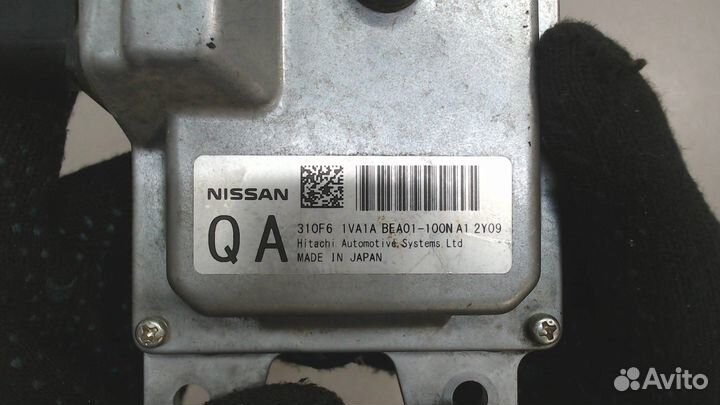 NISSAN
QA
310F6 1VA1A BEA01-100N A1 2Y09
Hitachi Automotive Systems Ltd
MADE IN JAPAN
Avito